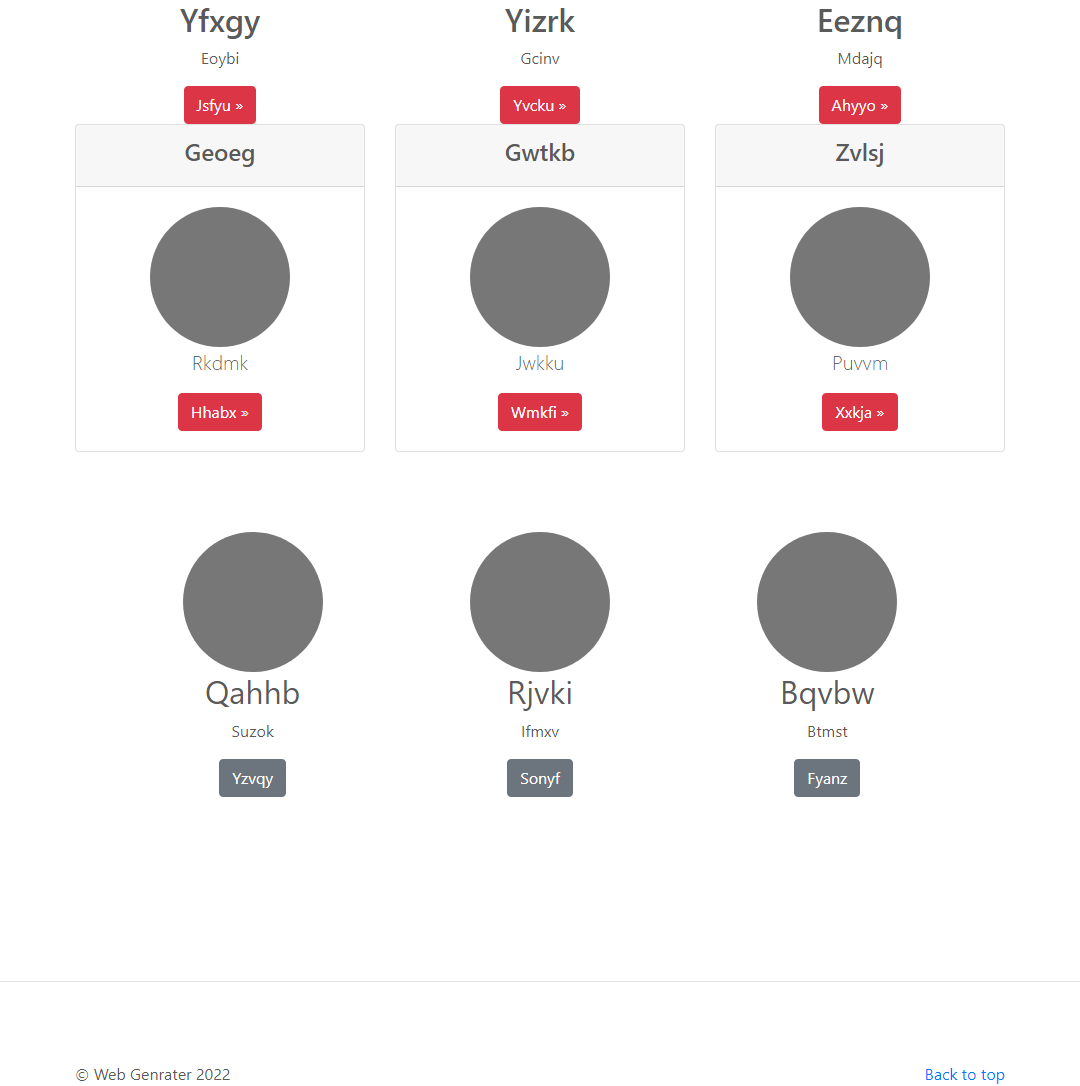 Yfxgy Yizrk Eeznq
Eoybi Gcinv Mdajq
Jsfyu » Yvcku » Ahyyo »
Geoeg Gwtkb Zvlsj
Rkdmk Jwkku Puvvm
Hhabx » Wmkfi » Xxkja »
Qahhb Rjvki Bqvbw
Suzok Ifmxv Btmst
Yzvqy Sonyf Fyanz
© Web Genrater 2022 Back to top